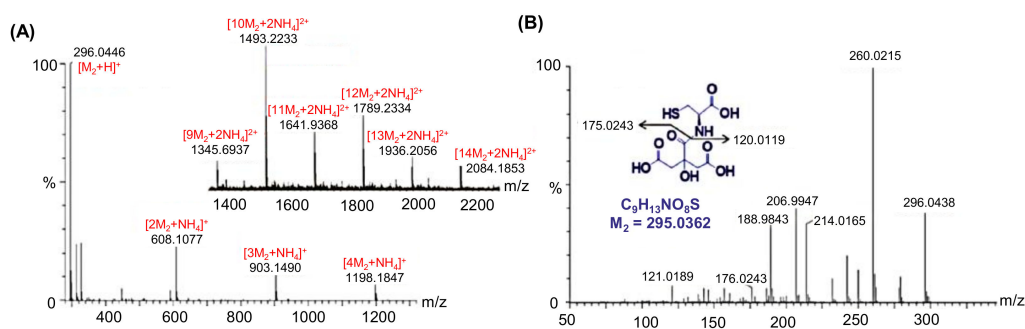 (A)
296.0446
[M₂+H]⁺
100
%
0
[10M₂+2NH₄]²⁺
1493.2233
[12M₂+2NH₄]²⁺
1789.2334
[11M₂+2NH₄]²⁺
1641.9368
[9M₂+2NH₄]²⁺
1345.6937
[13M₂+2NH₄]²⁺
1936.2056
[14M₂+2NH₄]²⁺
2084.1853
1400 1600 1800 2000 2200 m/z
[2M₂+NH₄]⁺
608.1077
[3M₂+NH₄]⁺
903.1490
[4M₂+NH₄]⁺
1198.1847
400 600 800 1000 1200 m/z
(B)
100
%
0
260.0215
O
HS
OH
NH
175.0243
120.0119
O
O
O
HO
OH
OH
C₉H₁₃NO₈S
M₂ = 295.0362
206.9947
188.9843
214.0165
296.0438
121.0189
176.0243
50 100 150 200 250 300 m/z